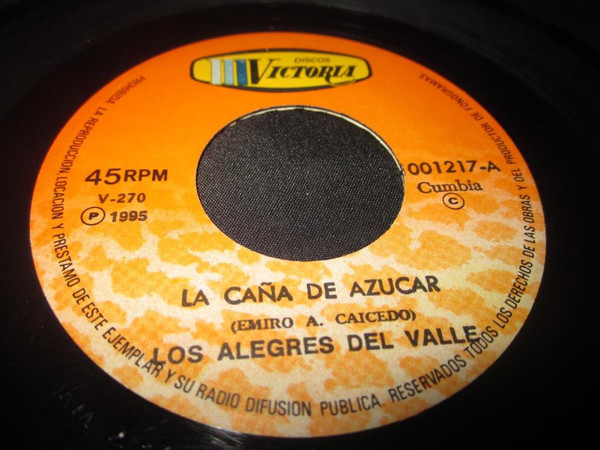 DISCOS
VICTORIA
45 RPM
V-270
Ⓟ 1995
001217-A
Cumbia
©
LA CAÑA DE AZUCAR
(EMIRO A. CAICEDO)
LOS ALEGRES DEL VALLE
PROHIBIDA LA REPRODUCCION, LOCACION Y PRESTAMO DE ESTE EJEMPLAR Y SU RADIO DIFUSION PUBLICA. RESERVADOS TODOS LOS DERECHOS DE LAS OBRAS Y DEL PRODUCTOR DE FONOGRAMAS